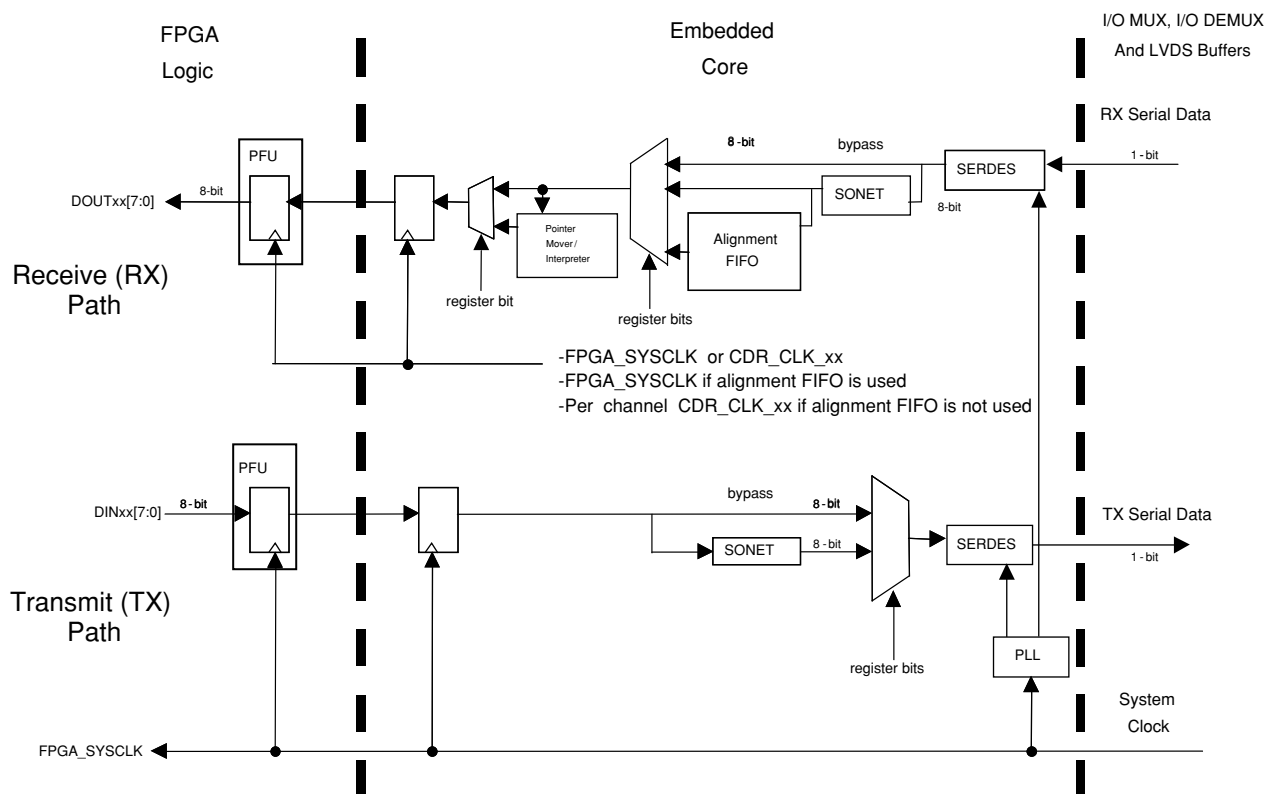 FPGA
Logic
Embedded
Core
I/O MUX, I/O DEMUX
And LVDS Buffers
RX Serial Data
PFU
8-bit
DOUTxx[7:0]
8-bit
bypass
SERDES
1-bit
SONET
8-bit
Pointer
Mover/
Interpreter
Alignment
FIFO
Receive (RX)
Path
register bit
register bits
-FPGA_SYSCLK or CDR_CLK_xx
-FPGA_SYSCLK if alignment FIFO is used
-Per channel CDR_CLK_xx if alignment FIFO is not used
PFU
DINxx[7:0]
8-bit
bypass
8-bit
SONET
8-bit
SERDES
TX Serial Data
1-bit
Transmit (TX)
Path
register bits
PLL
System
Clock
FPGA_SYSCLK